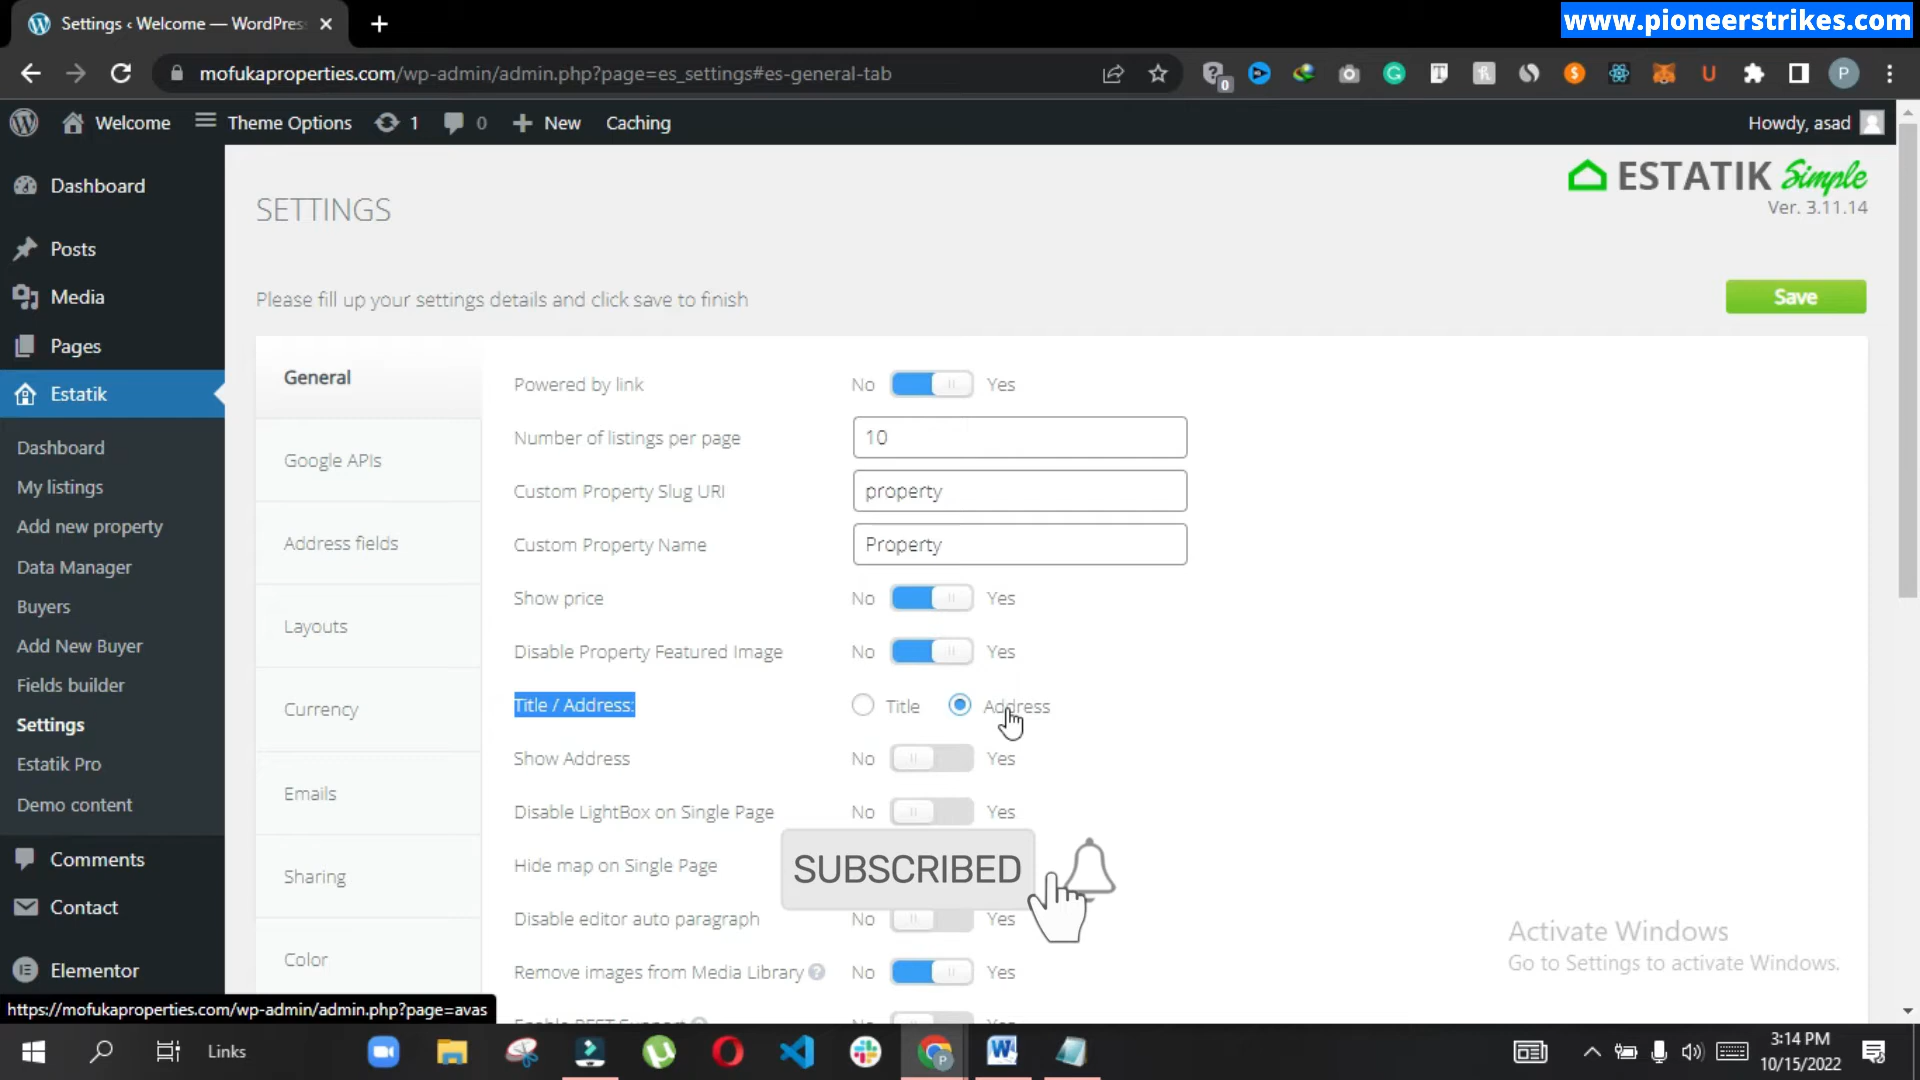 Settings ‹ Welcome — WordPres
www.pioneerstrikes.com
mofukaproperties.com/wp-admin/admin.php?page=es_settings#es-general-tab
0
P
Welcome
Theme Options
1
0
New
Caching
Howdy, asad
Dashboard
Posts
Media
Pages
Estatik
Dashboard
My listings
Add new property
Data Manager
Buyers
Add New Buyer
Fields builder
Settings
Estatik Pro
Demo content
Comments
Contact
Elementor
SETTINGS
ESTATIK Simple
Ver. 3.11.14
Please fill up your settings details and click save to finish
Save
General
Google APIs
Address fields
Layouts
Currency
Emails
Sharing
Color
Powered by link No Yes
Number of listings per page 10
Custom Property Slug URI property
Custom Property Name Property
Show price No Yes
Disable Property Featured Image No Yes
Title / Address: Title Address
Show Address No Yes
Disable LightBox on Single Page No Yes
Hide map on Single Page
SUBSCRIBED
Disable editor auto paragraph No Yes
Remove images from Media Library ? No Yes
No Yes
Activate Windows
Go to Settings to activate Windows.
https://mofukaproperties.com/wp-admin/admin.php?page=avas
Links
3:14 PM
10/15/2022